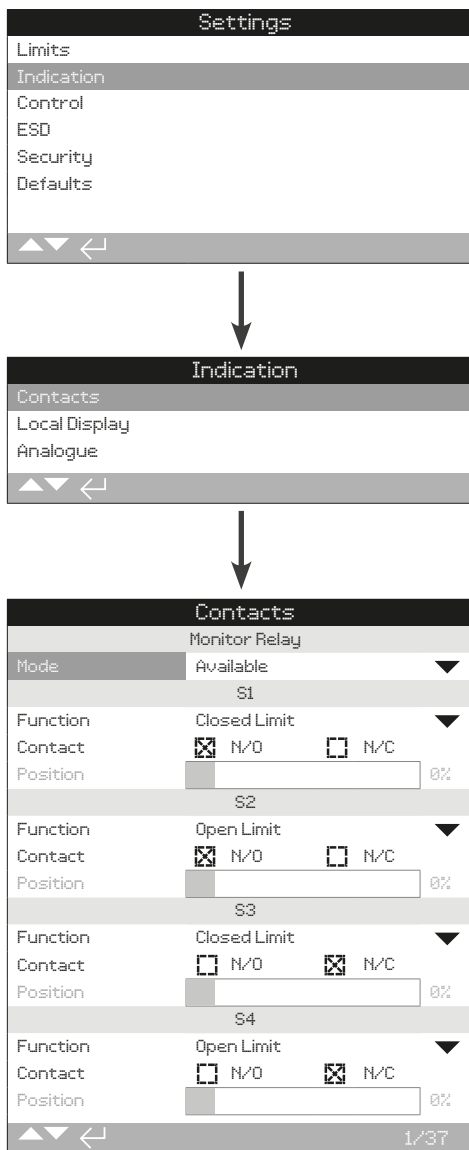 Settings
Limits
Indication
Control
ESD
Security
Defaults
Indication
Contacts
Local Display
Analogue
Contacts
Monitor Relay
Mode Available
S1
Function Closed Limit
Contact N/O N/C
Position 0%
S2
Function Open Limit
Contact N/O N/C
Position 0%
S3
Function Closed Limit
Contact N/O N/C
Position 0%
S4
Function Open Limit
Contact N/O N/C
Position 0%
1/37